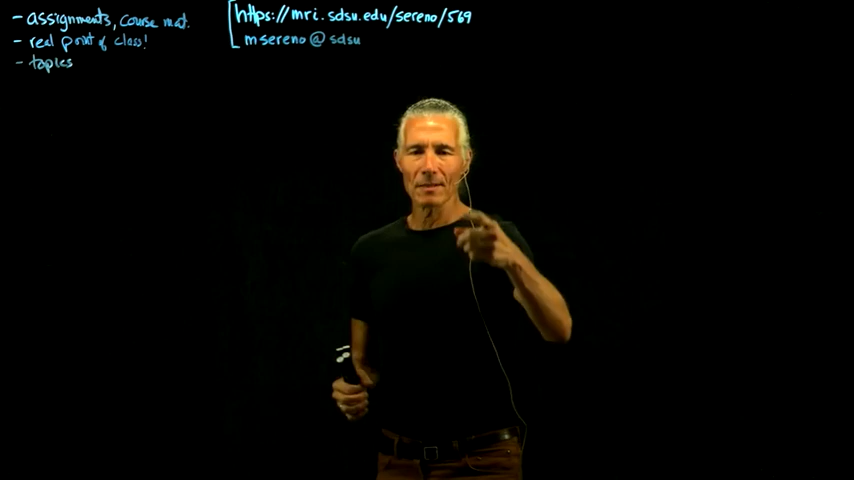 - assignments, course mat.
- real point of class!
- topics
https://mri.sdsu.edu/sereno/569
msereno@sdsu